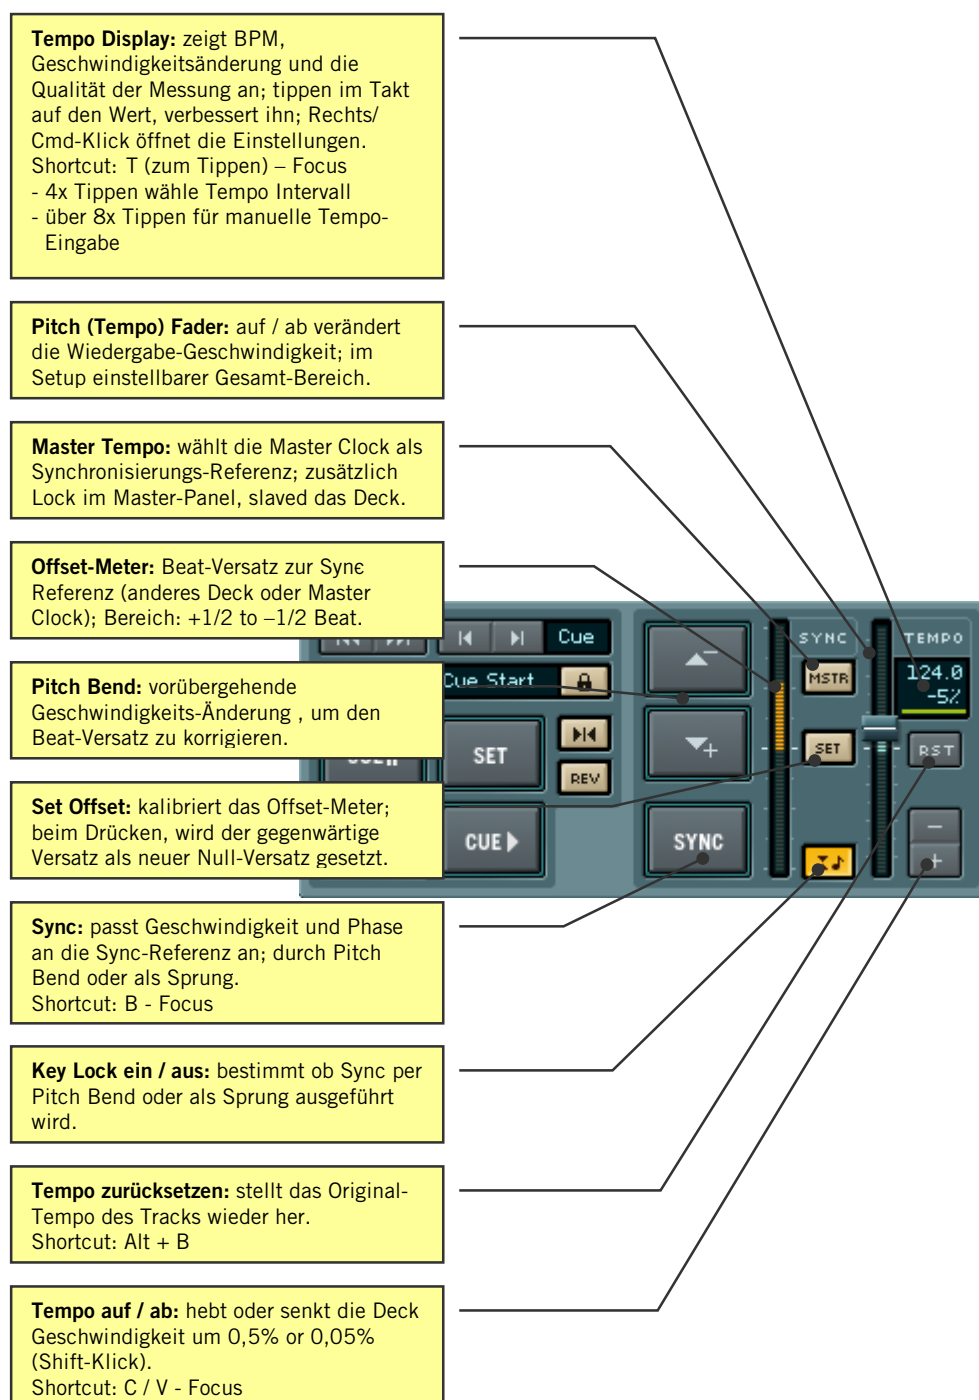 Tempo Display: zeigt BPM,
Geschwindigkeitsänderung und die
Qualität der Messung an; tippen im Takt
auf den Wert, verbessert ihn; Rechts/
Cmd-Klick öffnet die Einstellungen.
Shortcut: T (zum Tippen) – Focus
- 4x Tippen wähle Tempo Intervall
- über 8x Tippen für manuelle Tempo-
Eingabe
Pitch (Tempo) Fader: auf / ab verändert
die Wiedergabe-Geschwindigkeit; im
Setup einstellbarer Gesamt-Bereich.
Master Tempo: wählt die Master Clock als
Synchronisierungs-Referenz; zusätzlich
Lock im Master-Panel, slaved das Deck.
Offset-Meter: Beat-Versatz zur Sync
Referenz (anderes Deck oder Master
Clock); Bereich: +1/2 to –1/2 Beat.
Pitch Bend: vorübergehende
Geschwindigkeits-Änderung , um den
Beat-Versatz zu korrigieren.
Set Offset: kalibriert das Offset-Meter;
beim Drücken, wird der gegenwärtige
Versatz als neuer Null-Versatz gesetzt.
Sync: passt Geschwindigkeit und Phase
an die Sync-Referenz an; durch Pitch
Bend oder als Sprung.
Shortcut: B - Focus
Key Lock ein / aus: bestimmt ob Sync per
Pitch Bend oder als Sprung ausgeführt
wird.
Tempo zurücksetzen: stellt das Original-
Tempo des Tracks wieder her.
Shortcut: Alt + B
Tempo auf / ab: hebt oder senkt die Deck
Geschwindigkeit um 0,5% or 0,05%
(Shift-Klick).
Shortcut: C / V - Focus
Cue
Cue Start
SET
REV
CUE
SYNC
SYNC
MSTR
SET
TEMPO
124.0
-5%
RST